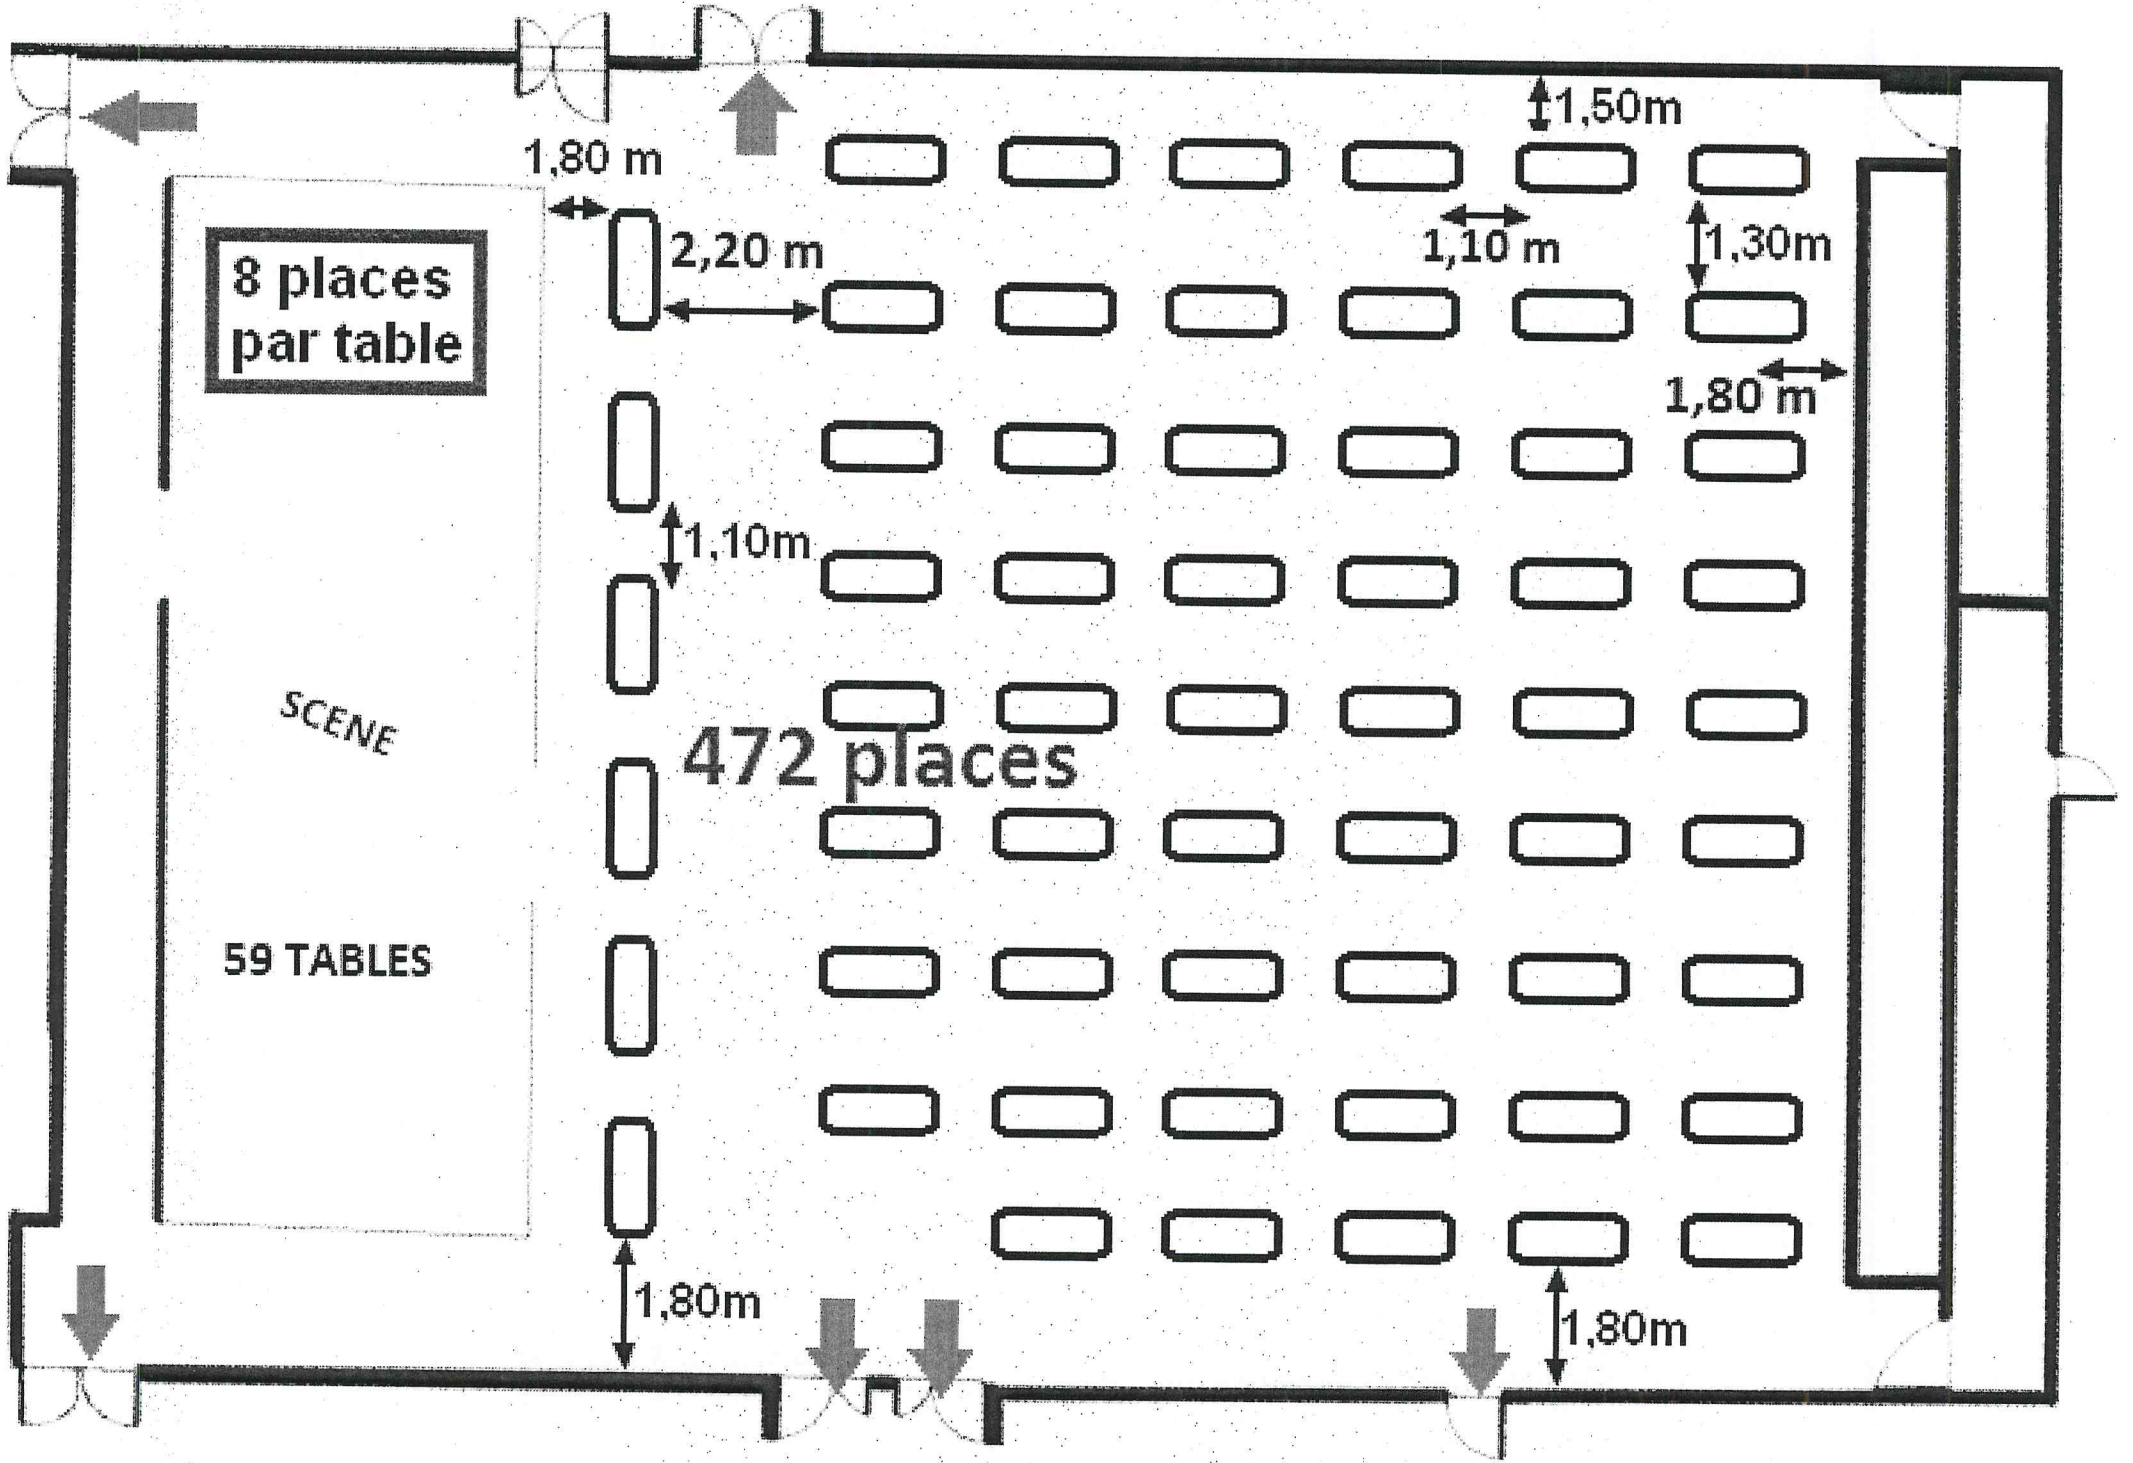 1,50m
1,80 m
8 places
par table
2,20 m
1,10 m
1,30m
1,80 m
1,10m
SCENE
472 places
59 TABLES
1,80m
1,80m